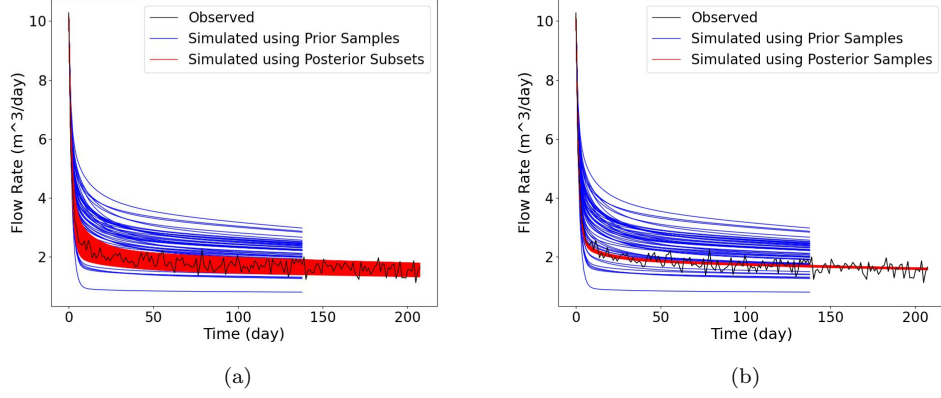 Observed
Simulated using Prior Samples
Simulated using Posterior Subsets
Flow Rate (m^3/day)
10
8
6
4
2
0 50 100 150 200
Time (day)
(a)
Observed
Simulated using Prior Samples
Simulated using Posterior Samples
Flow Rate (m^3/day)
10
8
6
4
2
0 50 100 150 200
Time (day)
(b)